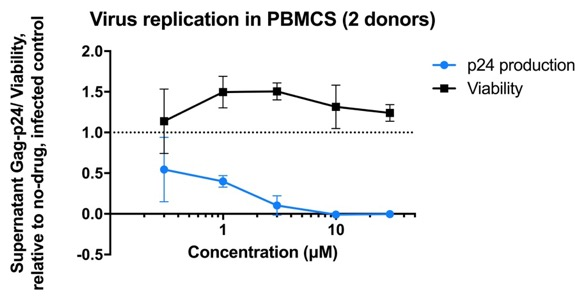 Virus replication in PBMCS (2 donors)
Supernatant Gag-p24/ Viability,
relative to no-drug, infected control
2.0
1.5
1.0
0.5
0.0
-0.5
1
10
Concentration (µM)
p24 production
Viability